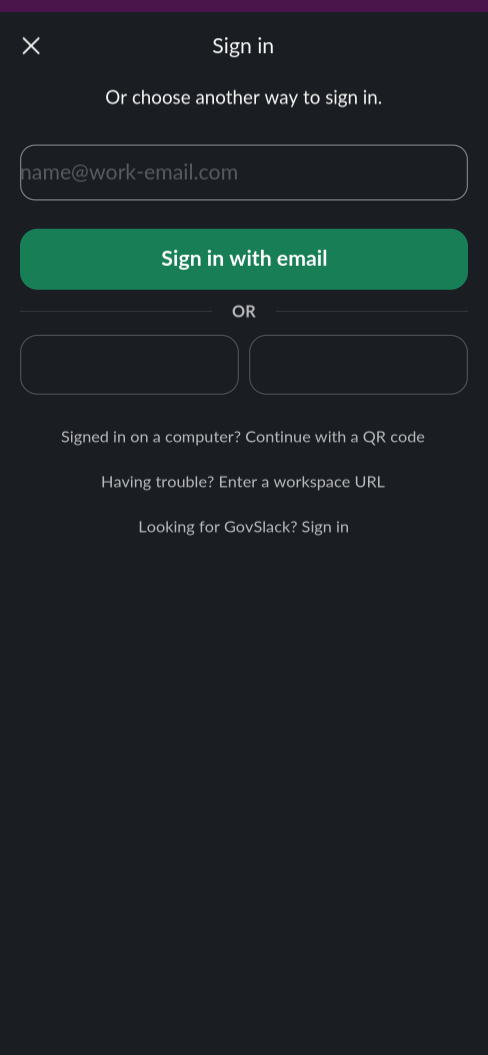 Sign in
Or choose another way to sign in.
name@work-email.com
Sign in with email
OR
Signed in on a computer? Continue with a QR code
Having trouble? Enter a workspace URL
Looking for GovSlack? Sign in